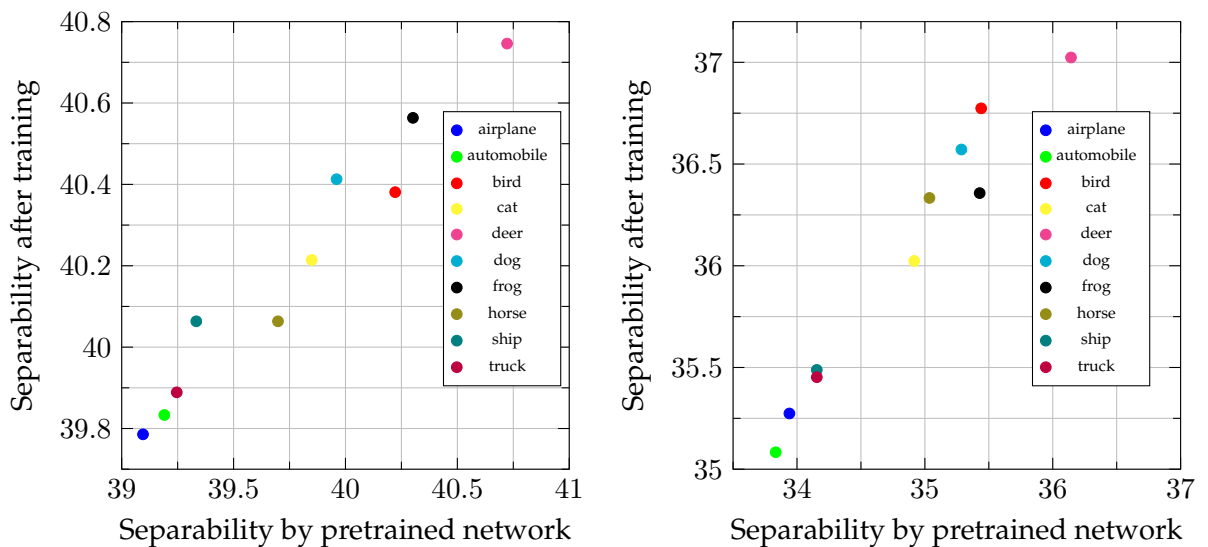 Separability after training
40.8
40.6
40.4
40.2
40
39.8
39
39.5
40
40.5
41
Separability by pretrained network
airplane
automobile
bird
cat
deer
dog
frog
horse
ship
truck
Separability after training
37
36.5
36
35.5
35
34
35
36
37
Separability by pretrained network
airplane
automobile
bird
cat
deer
dog
frog
horse
ship
truck